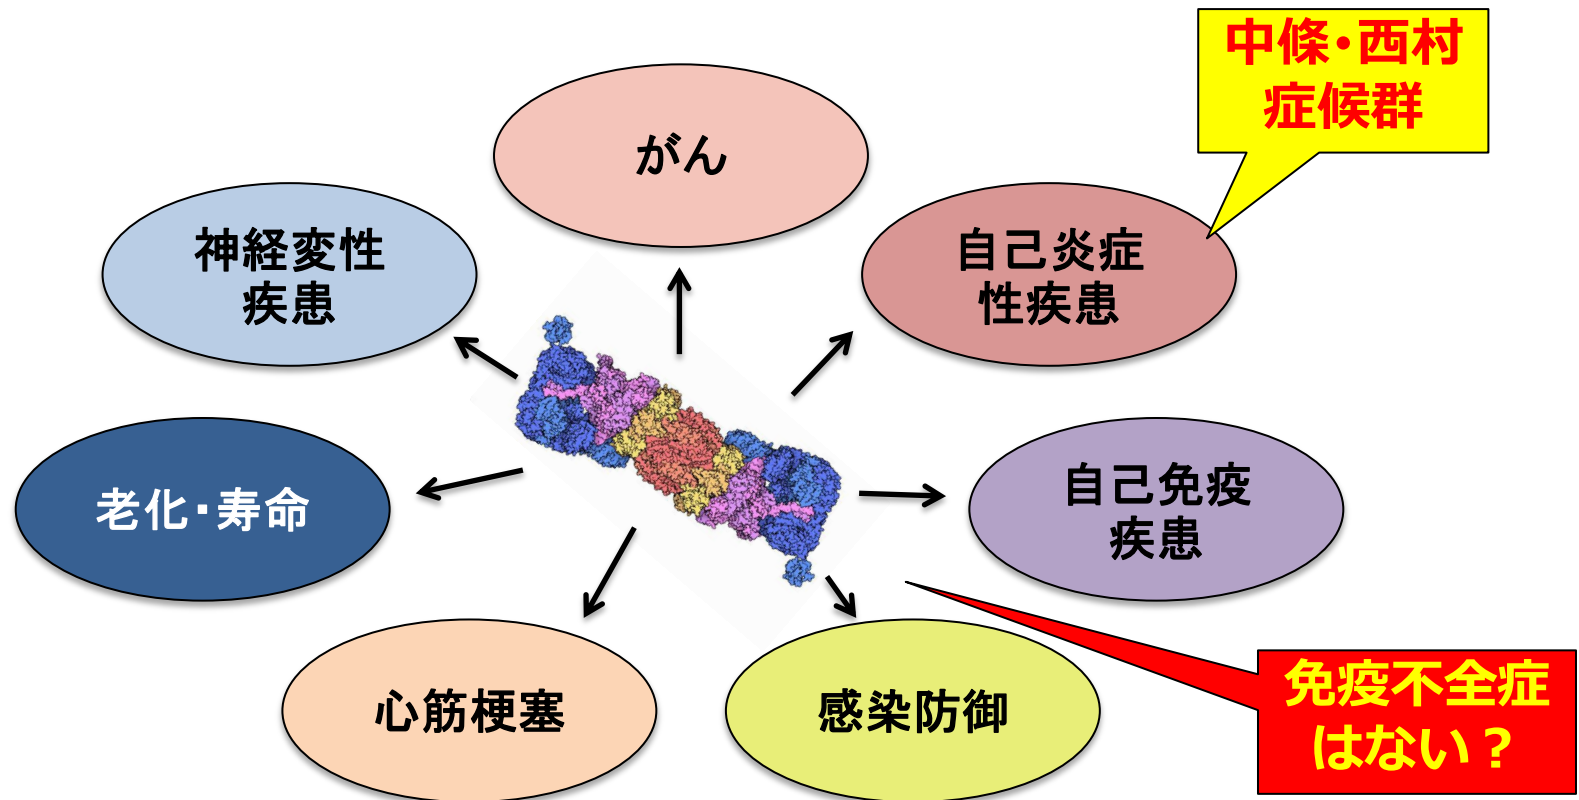 中條・西村
症候群
がん
神経変性
疾患
自己炎症
性疾患
老化・寿命
自己免疫
疾患
心筋梗塞
感染防御
免疫不全症
はない？